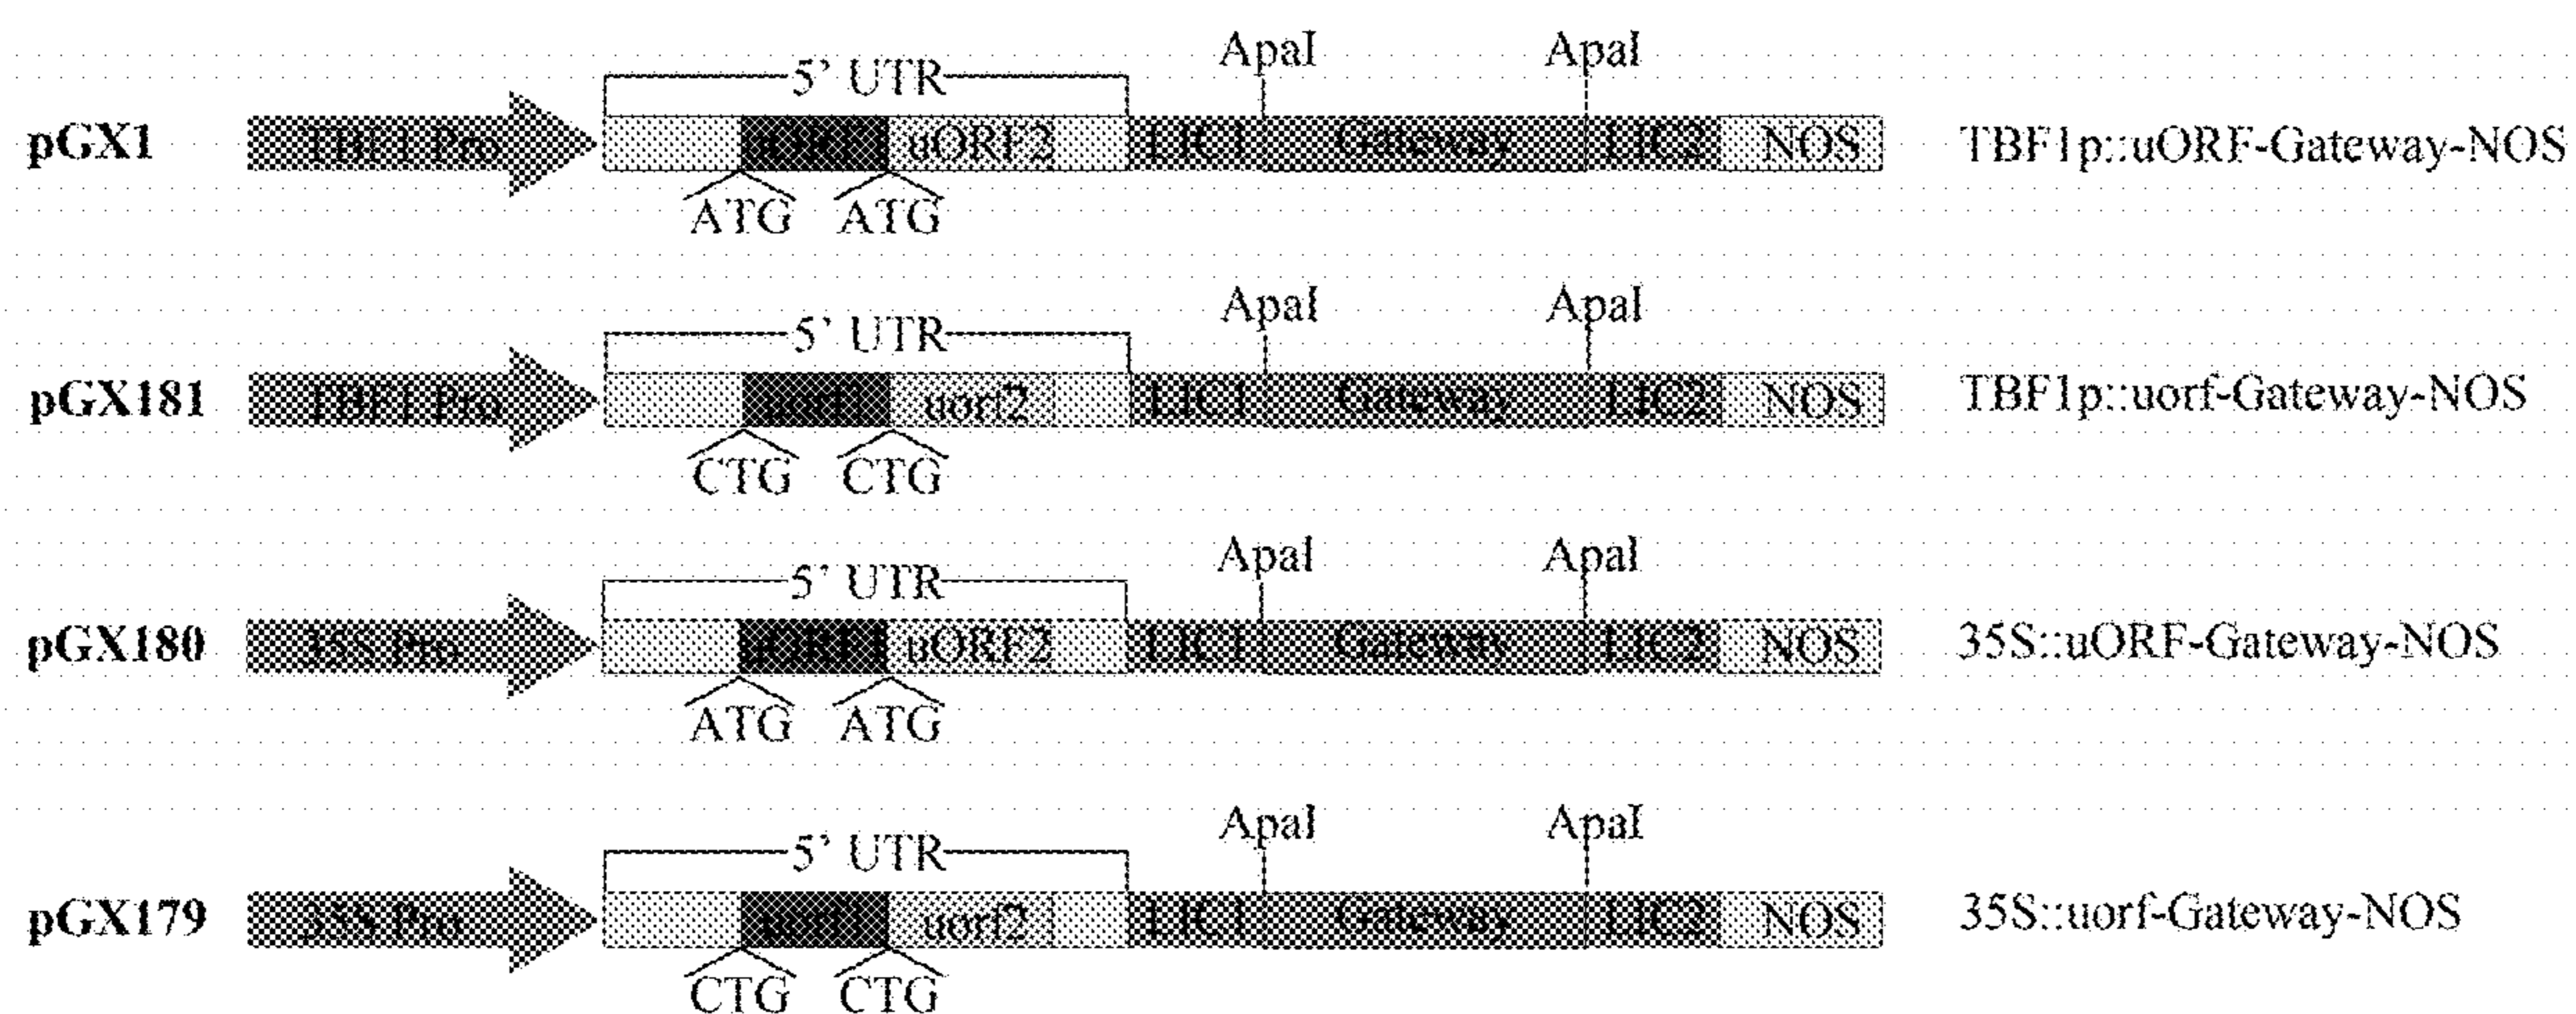 ApaI ApaI
5' UTR
pGX1 TBF1 Pro uORF1 uORF2 LIC1 Gateway LIC2 NOS TBF1p::uORF-Gateway-NOS
ATG ATG
ApaI ApaI
5' UTR
pGX181 TBF1 Pro uorf1 uorf2 LIC1 Gateway LIC2 NOS TBF1p::uorf-Gateway-NOS
CTG CTG
ApaI ApaI
5' UTR
pGX180 35S Pro uORF1 uORF2 LIC1 Gateway LIC2 NOS 35S::uORF-Gateway-NOS
ATG ATG
ApaI ApaI
5' UTR
pGX179 35S Pro uorf1 uorf2 LIC1 Gateway LIC2 NOS 35S::uorf-Gateway-NOS
CTG CTG